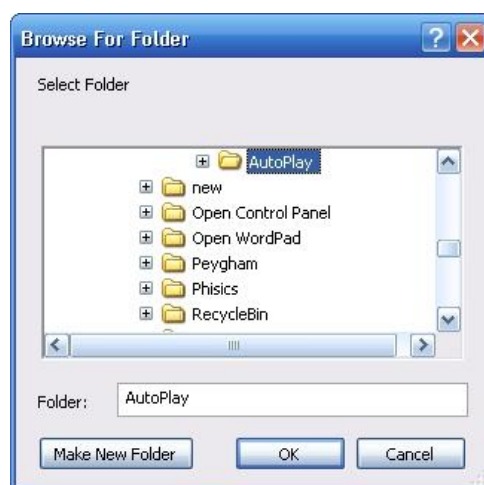 Browse For Folder
Select Folder
AutoPlay
new
Open Control Panel
Open WordPad
Peygham
Phisics
RecycleBin
Folder: AutoPlay
Make New Folder OK Cancel